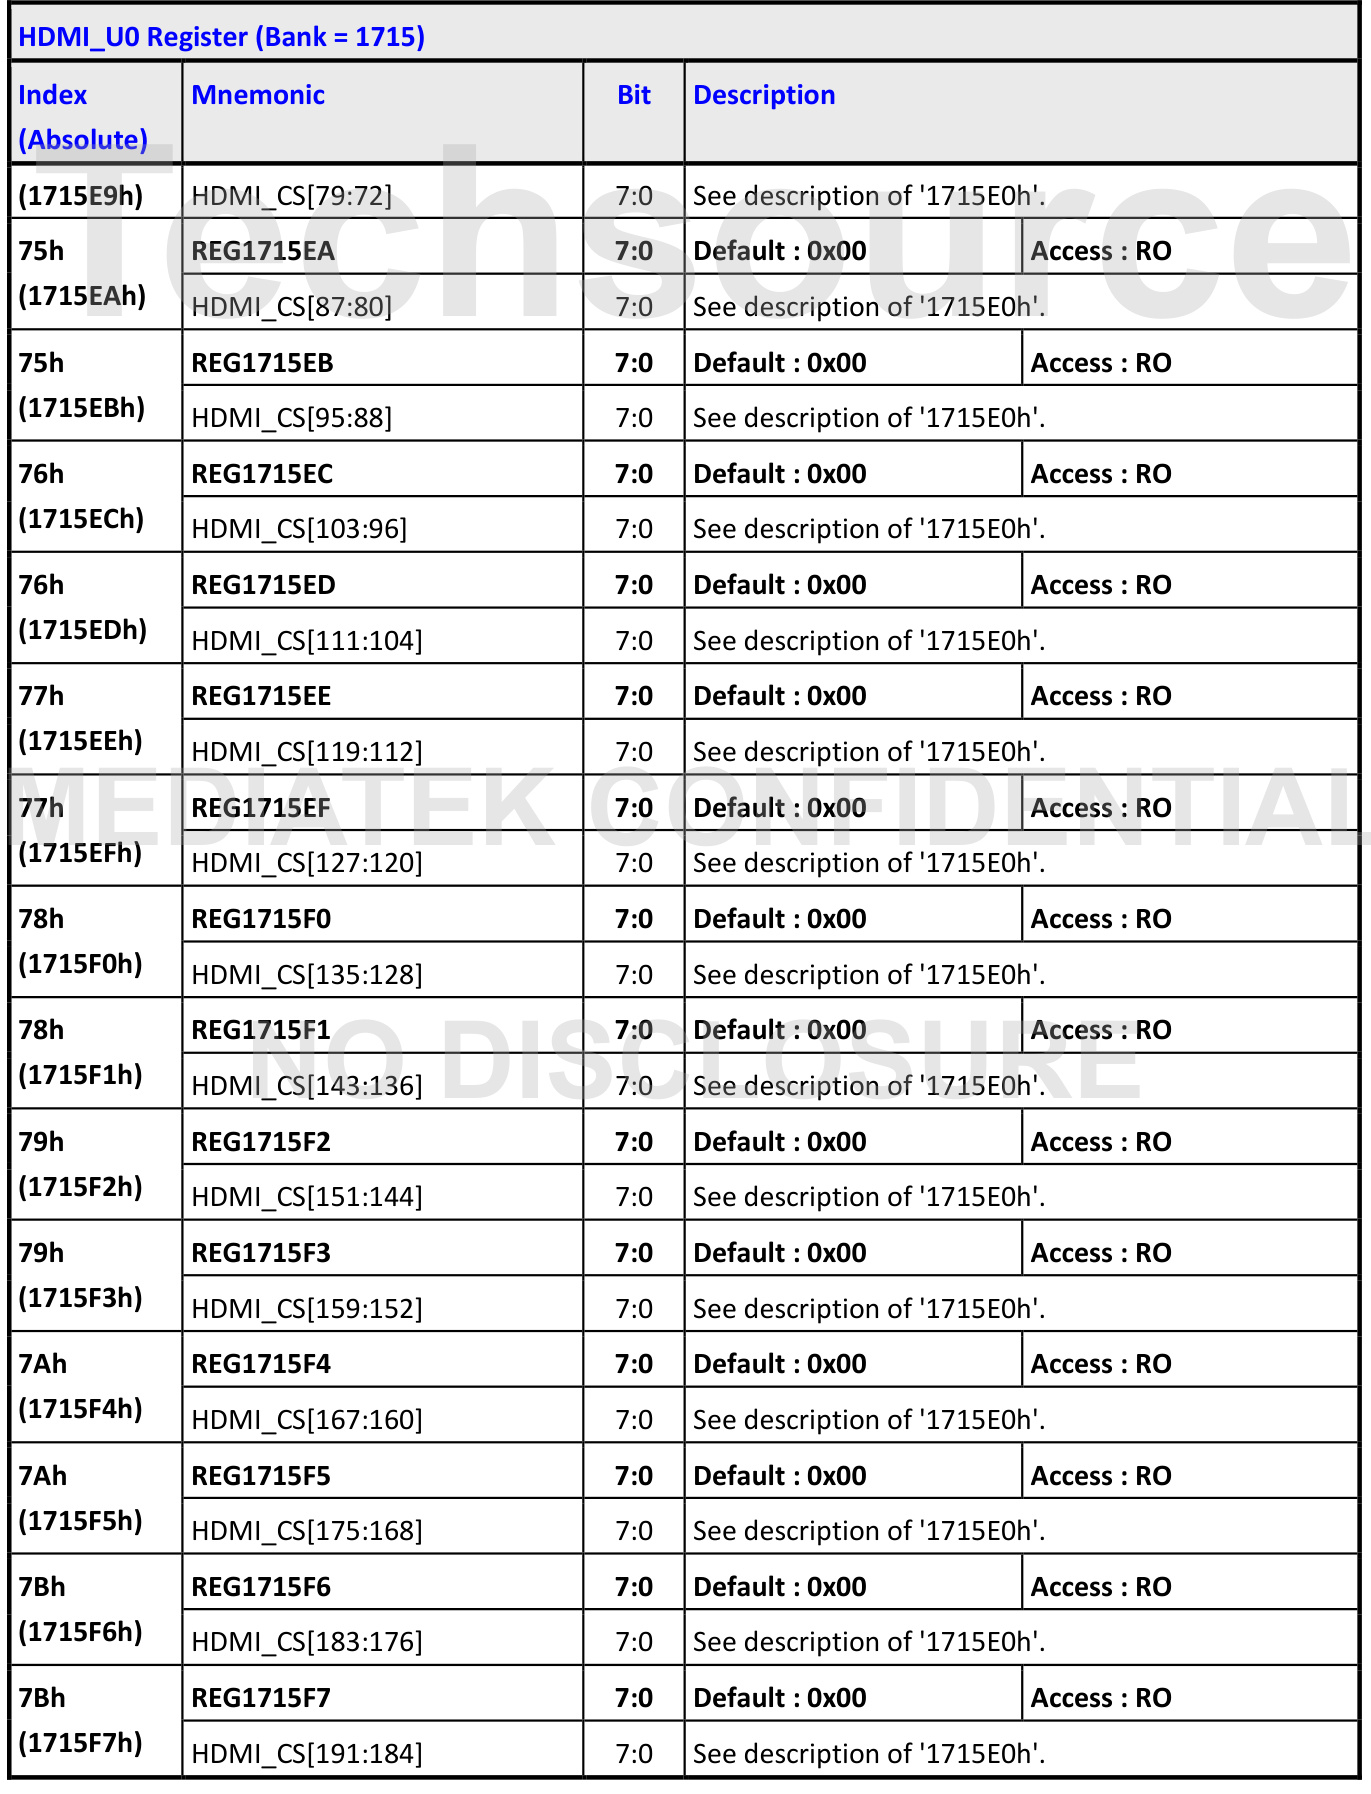 HDMI_U0 Register (Bank = 1715)
Index (Absolute) Mnemonic Bit Description
(1715E9h) HDMI_CS[79:72] 7:0 See description of '1715E0h'.
75h REG1715EA 7:0 Default : 0x00 Access : RO
(1715EAh) HDMI_CS[87:80] 7:0 See description of '1715E0h'.
Techsource
75h REG1715EB 7:0 Default : 0x00 Access : RO
(1715EBh) HDMI_CS[95:88] 7:0 See description of '1715E0h'.
76h REG1715EC 7:0 Default : 0x00 Access : RO
(1715ECh) HDMI_CS[103:96] 7:0 See description of '1715E0h'.
76h REG1715ED 7:0 Default : 0x00 Access : RO
(1715EDh) HDMI_CS[111:104] 7:0 See description of '1715E0h'.
77h REG1715EE 7:0 Default : 0x00 Access : RO
(1715EEh) HDMI_CS[119:112] 7:0 See description of '1715E0h'.
MEDIATEK CONFIDENTIAL
77h REG1715EF 7:0 Default : 0x00 Access : RO
(1715EFh) HDMI_CS[127:120] 7:0 See description of '1715E0h'.
78h REG1715F0 7:0 Default : 0x00 Access : RO
(1715F0h) HDMI_CS[135:128] 7:0 See description of '1715E0h'.
78h REG1715F1 7:0 Default : 0x00 Access : RO
(1715F1h) HDMI_CS[143:136] 7:0 See description of '1715E0h'.
NO DISCLOSURE
79h REG1715F2 7:0 Default : 0x00 Access : RO
(1715F2h) HDMI_CS[151:144] 7:0 See description of '1715E0h'.
79h REG1715F3 7:0 Default : 0x00 Access : RO
(1715F3h) HDMI_CS[159:152] 7:0 See description of '1715E0h'.
7Ah REG1715F4 7:0 Default : 0x00 Access : RO
(1715F4h) HDMI_CS[167:160] 7:0 See description of '1715E0h'.
7Ah REG1715F5 7:0 Default : 0x00 Access : RO
(1715F5h) HDMI_CS[175:168] 7:0 See description of '1715E0h'.
7Bh REG1715F6 7:0 Default : 0x00 Access : RO
(1715F6h) HDMI_CS[183:176] 7:0 See description of '1715E0h'.
7Bh REG1715F7 7:0 Default : 0x00 Access : RO
(1715F7h) HDMI_CS[191:184] 7:0 See description of '1715E0h'.